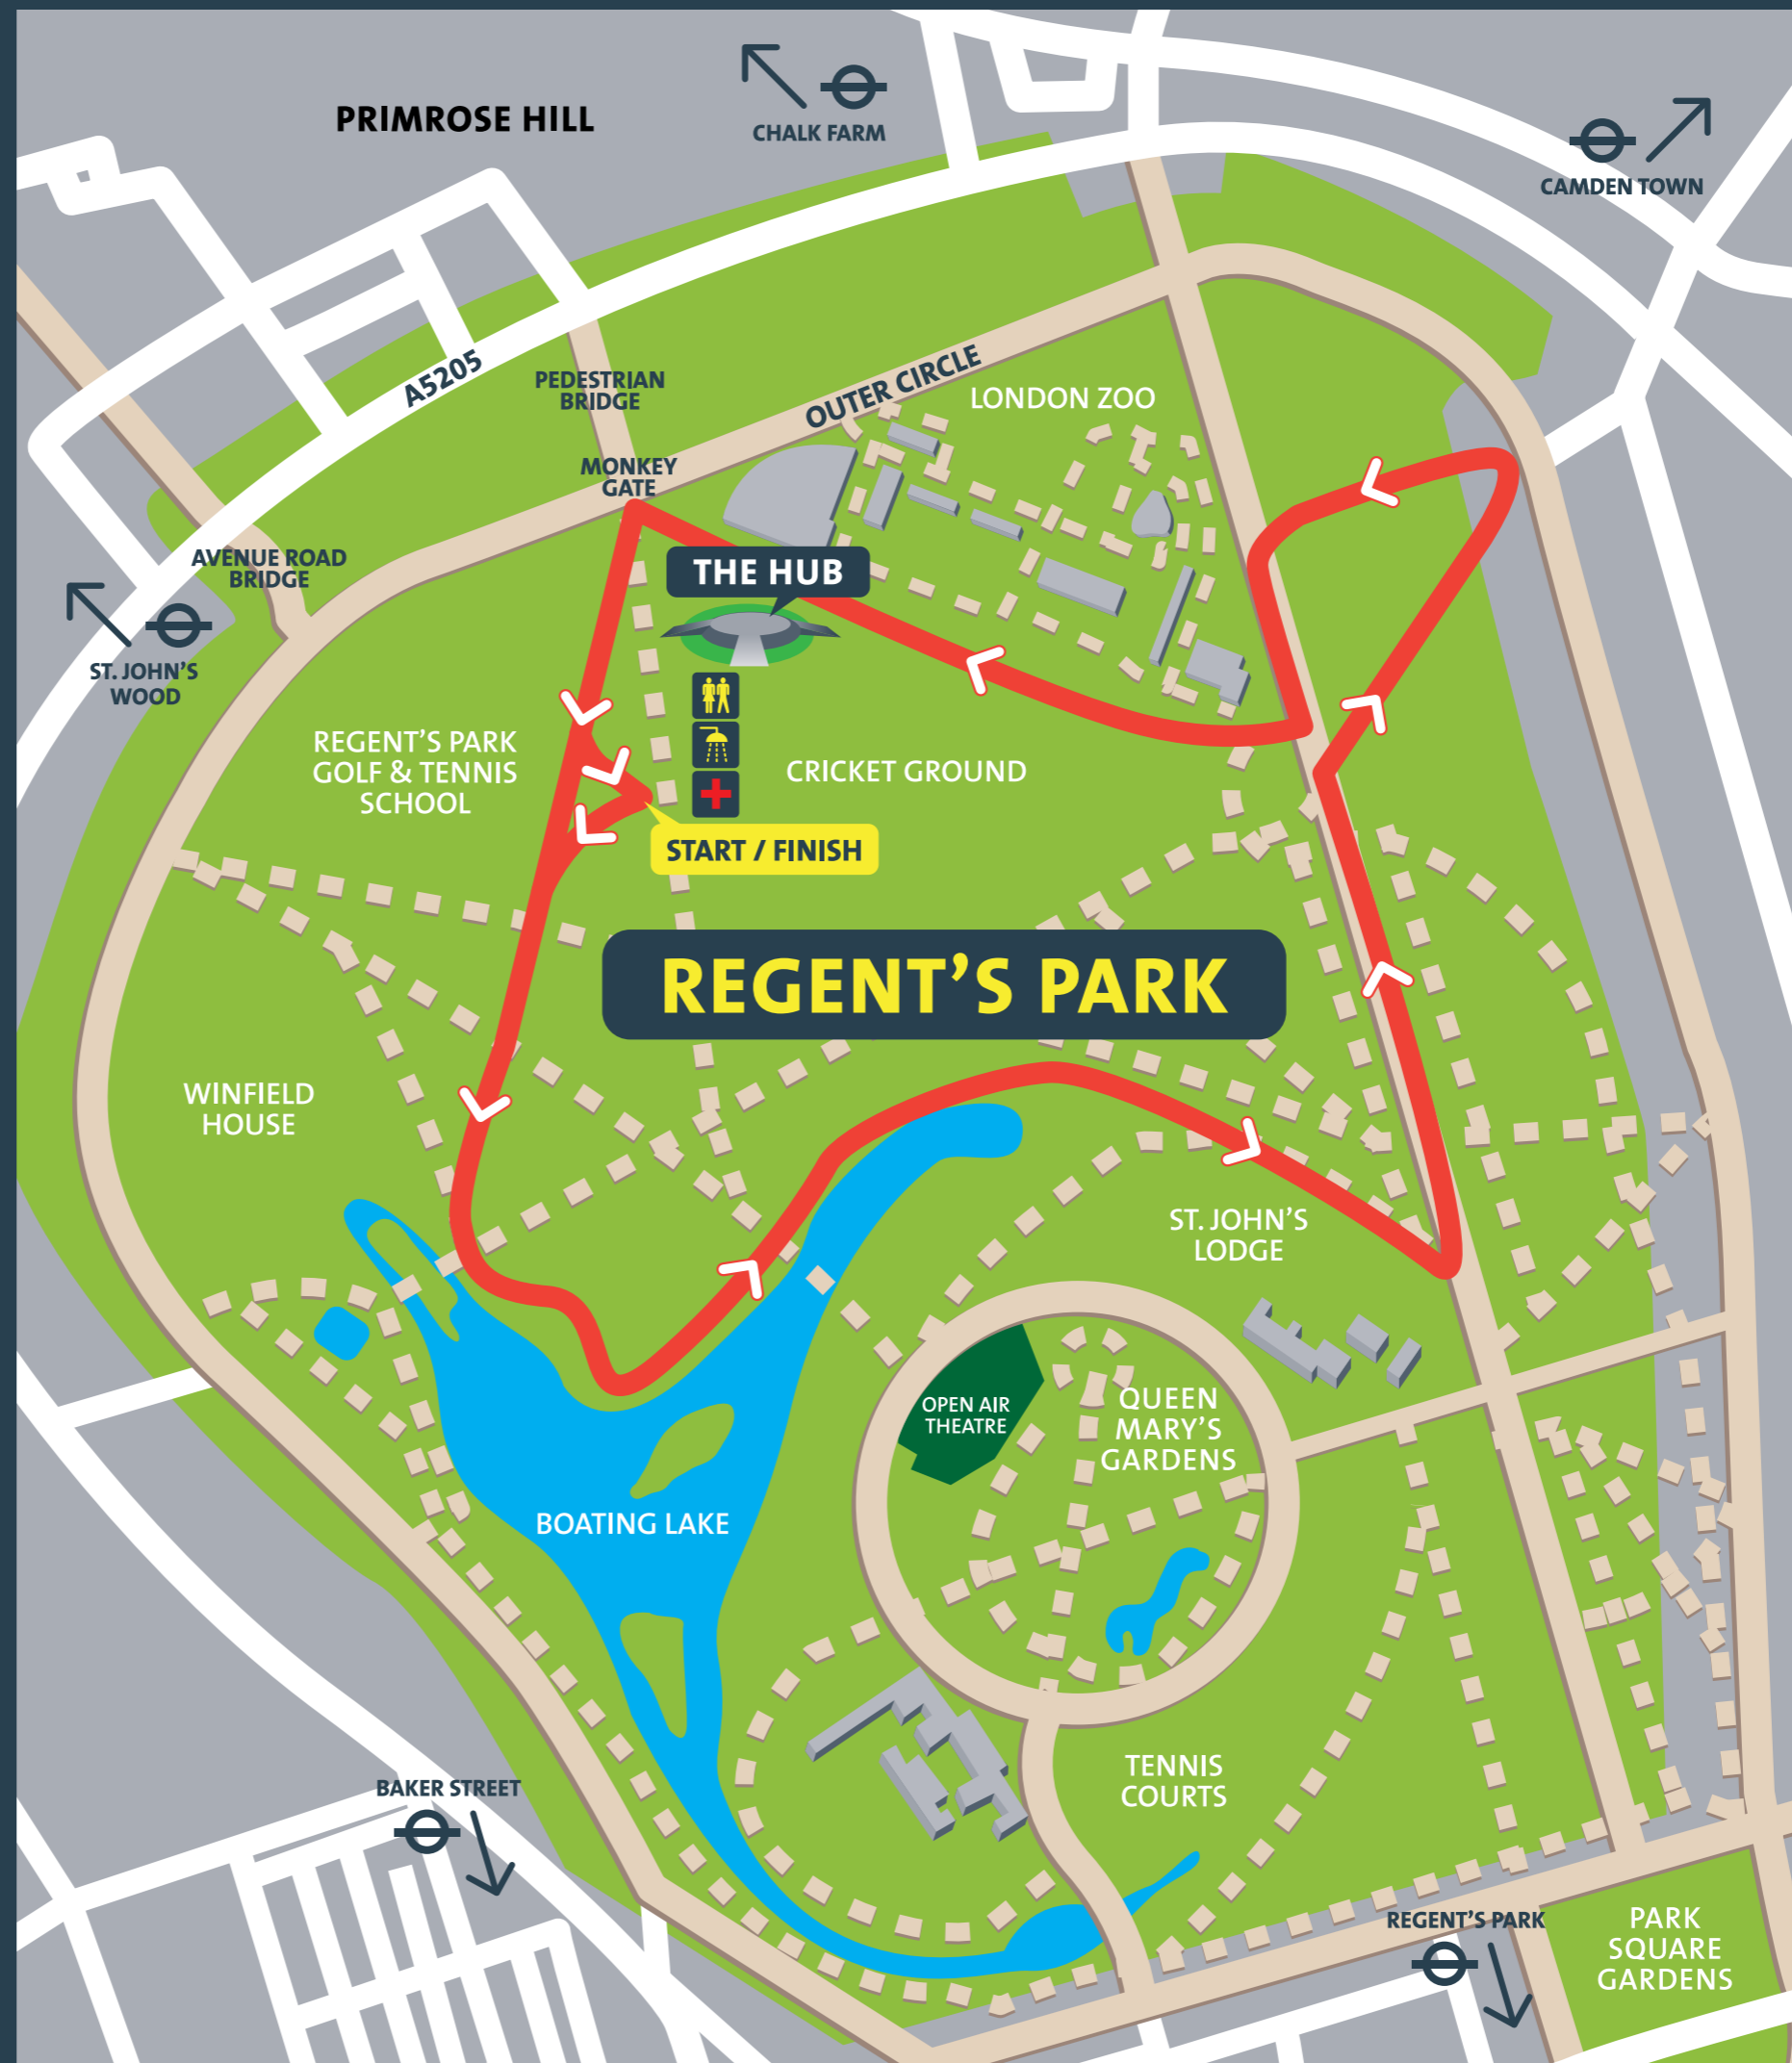 PRIMROSE HILL
CHALK FARM
CAMDEN TOWN
A5205
PEDESTRIAN
BRIDGE
OUTER CIRCLE
LONDON ZOO
MONKEY
GATE
AVENUE ROAD
BRIDGE
THE HUB
ST. JOHN’S
WOOD
REGENT’S PARK
GOLF & TENNIS
SCHOOL
CRICKET GROUND
START / FINISH
REGENT’S PARK
WINFIELD
HOUSE
ST. JOHN’S
LODGE
OPEN AIR
THEATRE
QUEEN
MARY’S
GARDENS
BOATING LAKE
TENNIS
COURTS
BAKER STREET
REGENT’S PARK
PARK
SQUARE
GARDENS